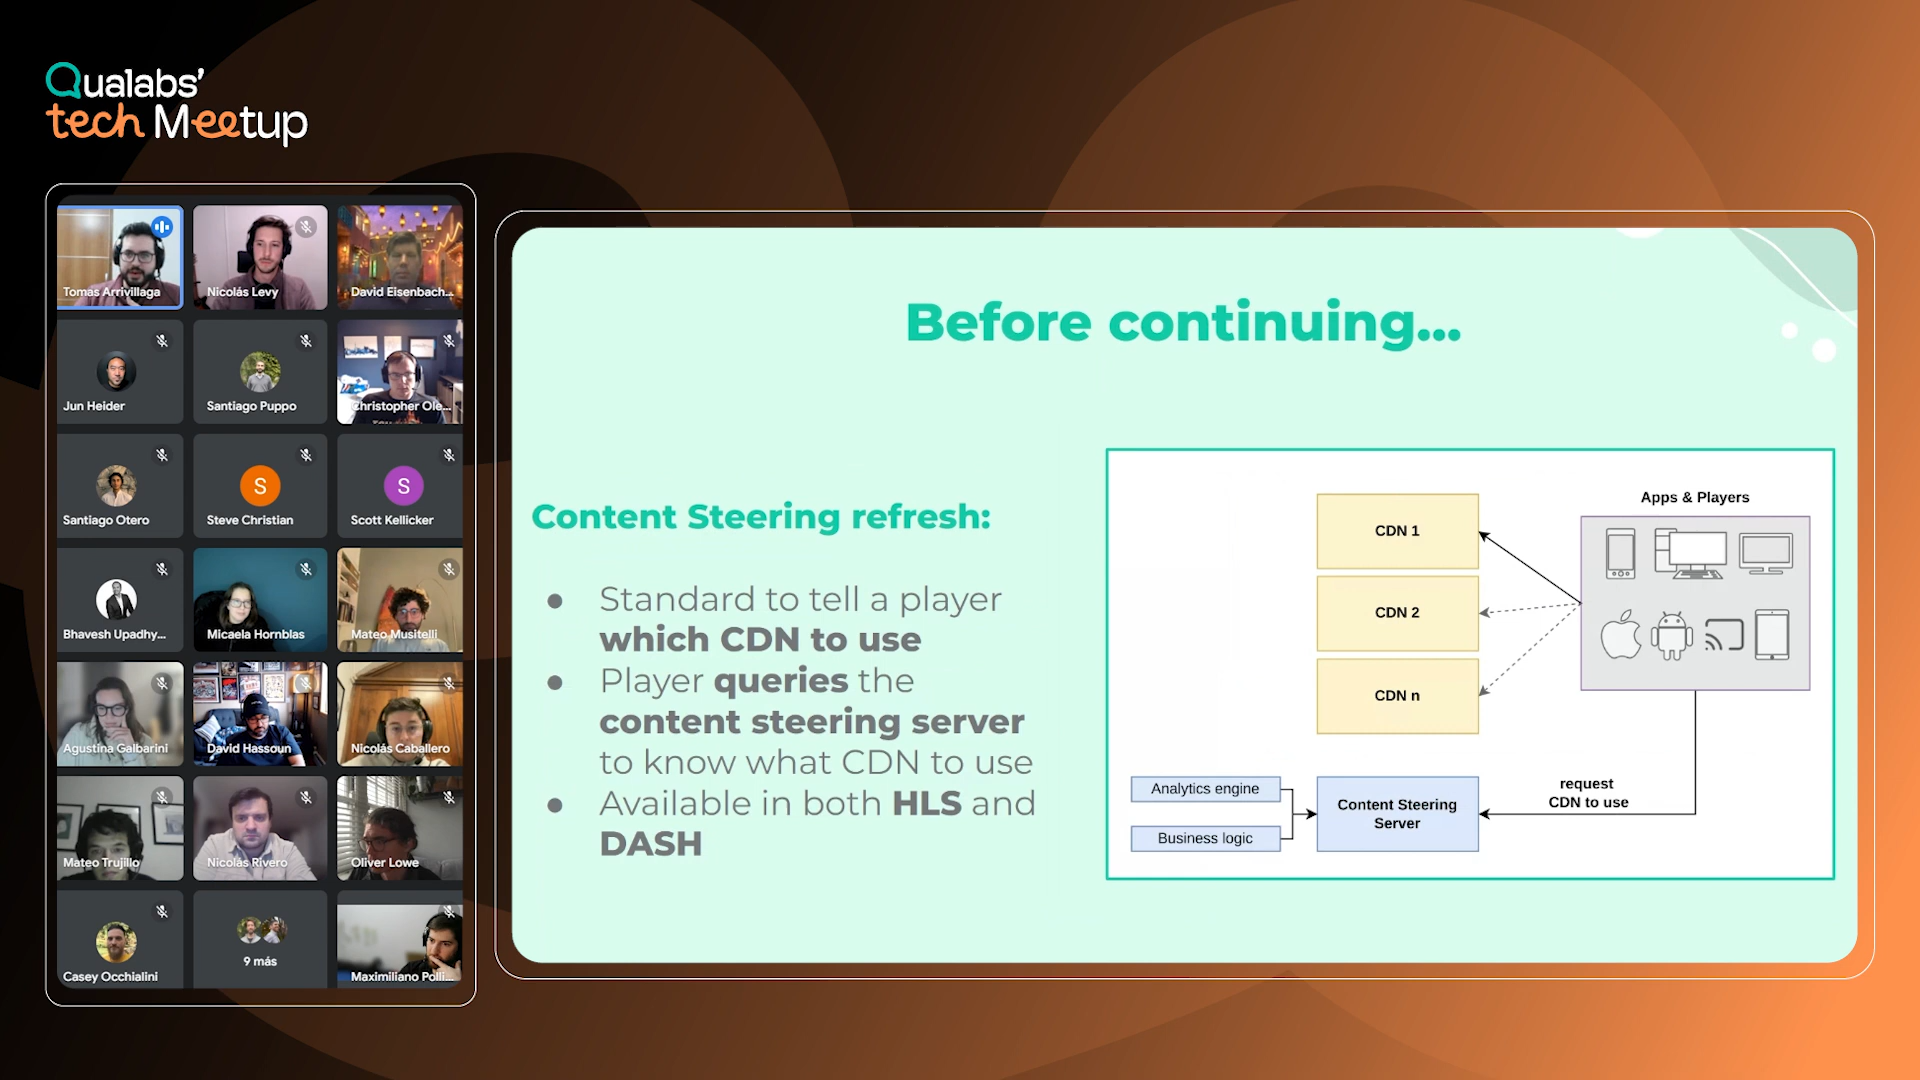 Qualabs'
tech Meetup
Tomas Arrivillaga
Nicolás Levy
David Eisenbach...
Jun Heider
Santiago Puppo
Christopher Ole...
Santiago Otero
S
Steve Christian
S
Scott Kellicker
Bhavesh Upadhy...
Micaela Hornblas
Mateo Musitelli
Agustina Galbarini
David Hassoun
Nicolás Caballero
Mateo Trujillo
Nicolás Rivero
Oliver Lowe
Casey Occhialini
9 más
Maximiliano Polli...
Before continuing...
Content Steering refresh:
● Standard to tell a player
which CDN to use
● Player queries the
content steering server
to know what CDN to use
● Available in both HLS and
DASH
CDN 1
CDN 2
CDN n
Apps & Players
Analytics engine
Business logic
Content Steering
Server
request
CDN to use